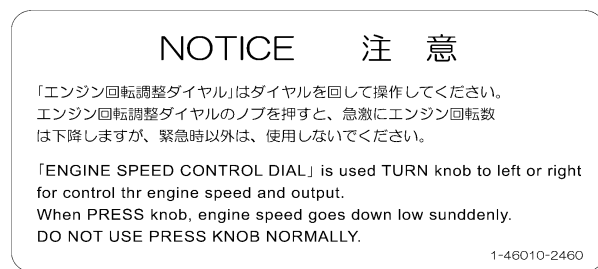 NOTICE 注 意
「エンジン回転調整ダイヤル」はダイヤルを回して操作してください。
エンジン回転調整ダイヤルのノブを押すと、急激にエンジン回転数
は下降しますが、緊急時以外は、使用しないでください。
「ENGINE SPEED CONTROL DIAL」 is used TURN knob to left or right
for control thr engine speed and output.
When PRESS knob, engine speed goes down low sunddenly.
DO NOT USE PRESS KNOB NORMALLY.
1-46010-2460